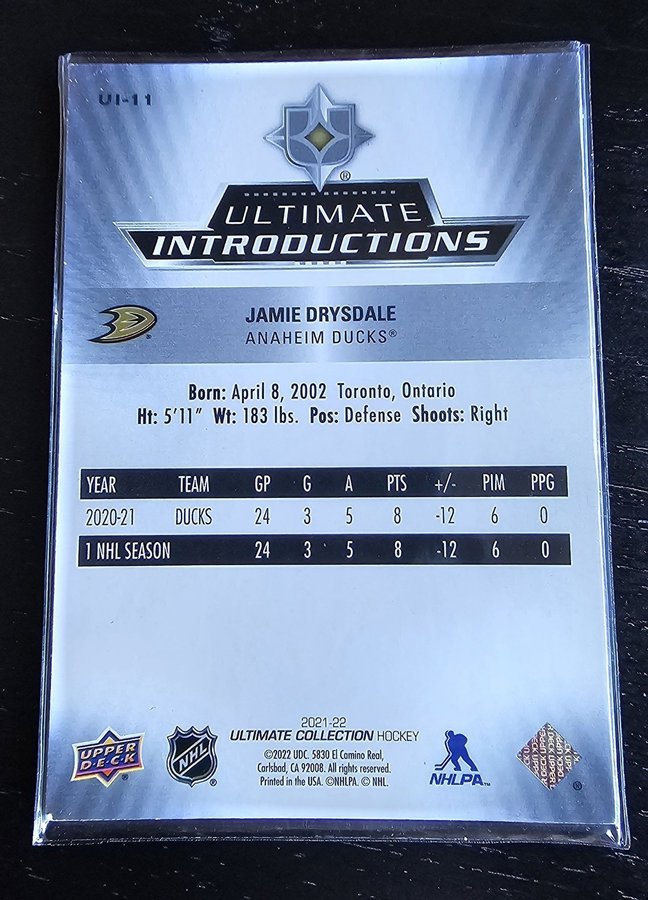 UI-11
®
ULTIMATE
INTRODUCTIONS
JAMIE DRYSDALE
ANAHEIM DUCKS®
Born: April 8, 2002 Toronto, Ontario
Ht: 5'11" Wt: 183 lbs. Pos: Defense Shoots: Right
YEAR TEAM GP G A PTS +/- PIM PPG
2020-21 DUCKS 24 3 5 8 -12 6 0
1 NHL SEASON 24 3 5 8 -12 6 0
2021-22
ULTIMATE COLLECTION HOCKEY
©2022 UDC. 5830 El Camino Real,
Carlsbad, CA 92008. All rights reserved.
Printed in the USA. ©NHLPA. © NHL.
UPPER
DECK
NHL
NHLPA